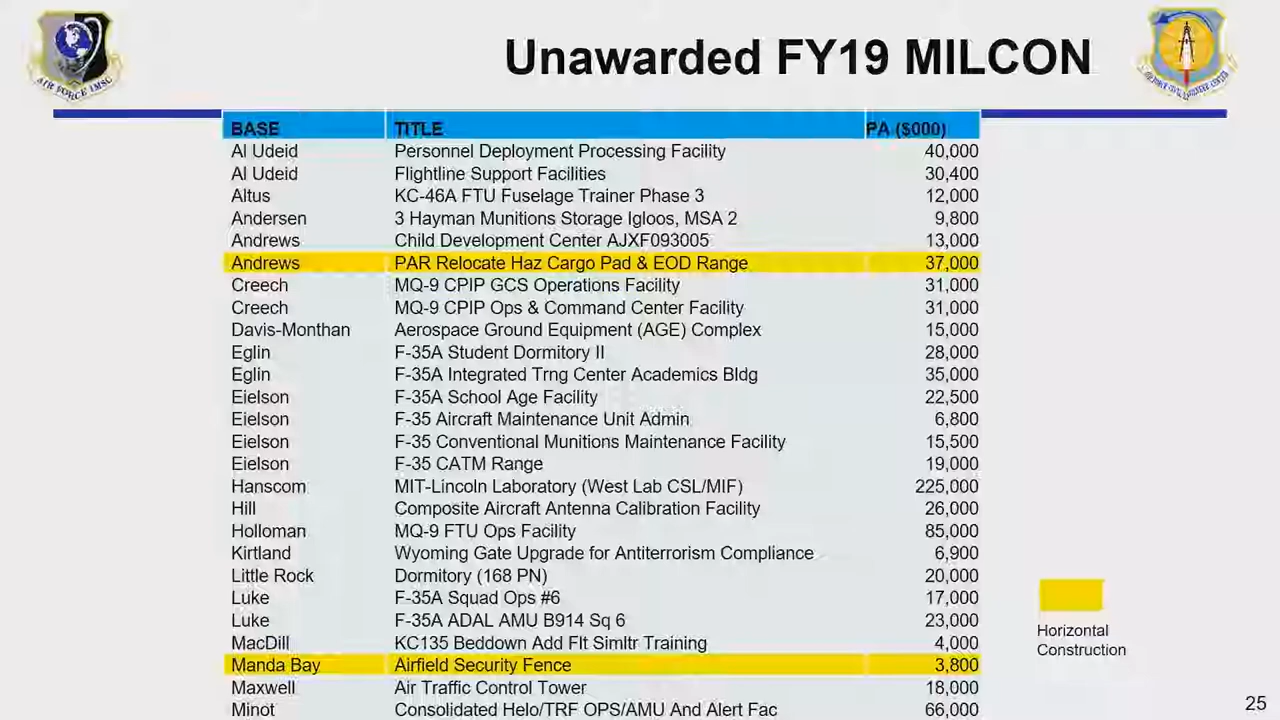 Unawarded FY19 MILCON
AIR FORCE IMSC
BASE TITLE PA ($000)
Al Udeid Personnel Deployment Processing Facility 40,000
Al Udeid Flightline Support Facilities 30,400
Altus KC-46A FTU Fuselage Trainer Phase 3 12,000
Andersen 3 Hayman Munitions Storage Igloos, MSA 2 9,800
Andrews Child Development Center AJXF093005 13,000
Andrews PAR Relocate Haz Cargo Pad & EOD Range 37,000
Creech MQ-9 CPIP GCS Operations Facility 31,000
Creech MQ-9 CPIP Ops & Command Center Facility 31,000
Davis-Monthan Aerospace Ground Equipment (AGE) Complex 15,000
Eglin F-35A Student Dormitory II 28,000
Eglin F-35A Integrated Trng Center Academics Bldg 35,000
Eielson F-35A School Age Facility 22,500
Eielson F-35 Aircraft Maintenance Unit Admin 6,800
Eielson F-35 Conventional Munitions Maintenance Facility 15,500
Eielson F-35 CATM Range 19,000
Hanscom MIT-Lincoln Laboratory (West Lab CSL/MIF) 225,000
Hill Composite Aircraft Antenna Calibration Facility 26,000
Holloman MQ-9 FTU Ops Facility 85,000
Kirtland Wyoming Gate Upgrade for Antiterrorism Compliance 6,900
Little Rock Dormitory (168 PN) 20,000
Luke F-35A Squad Ops #6 17,000
Luke F-35A ADAL AMU B914 Sq 6 23,000
MacDill KC135 Beddown Add Flt Simltr Training 4,000
Manda Bay Airfield Security Fence 3,800
Maxwell Air Traffic Control Tower 18,000
Minot Consolidated Helo/TRF OPS/AMU And Alert Fac 66,000
Horizontal
Construction
25